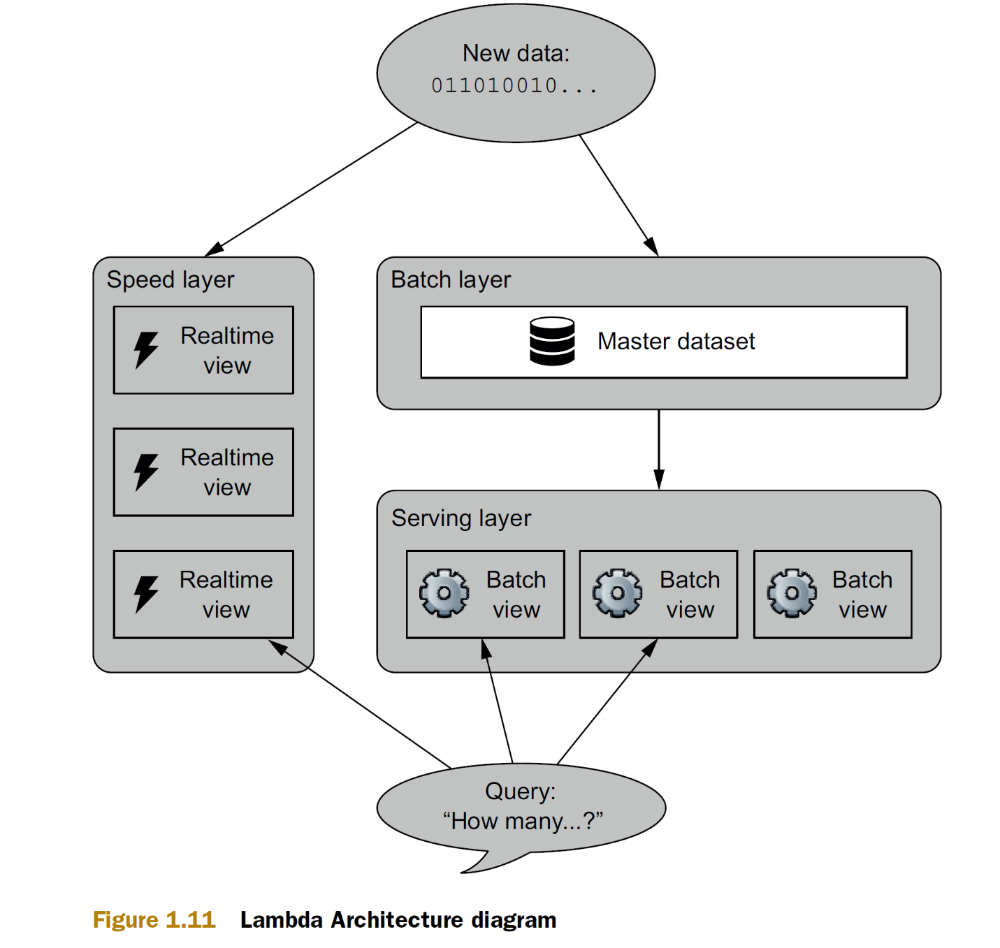 New data:
011010010...
Speed layer
Realtime
view
Realtime
view
Realtime
view
Batch layer
Master dataset
Serving layer
Batch
view
Batch
view
Batch
view
Query:
“How many...?”
Figure 1.11 Lambda Architecture diagram